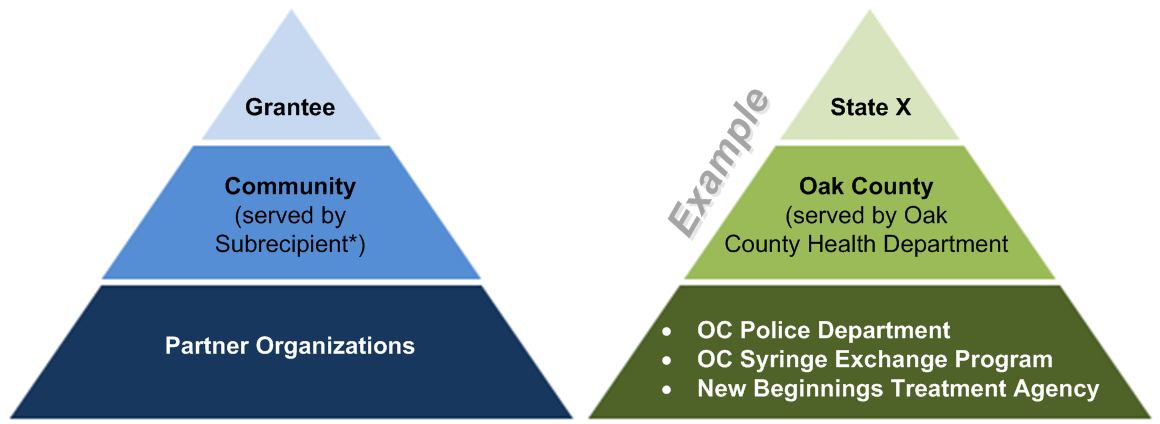 Grantee
Community
(served by
Subrecipient*)
Partner Organizations
Example
State X
Oak County
(served by Oak
County Health Department
• OC Police Department
• OC Syringe Exchange Program
• New Beginnings Treatment Agency